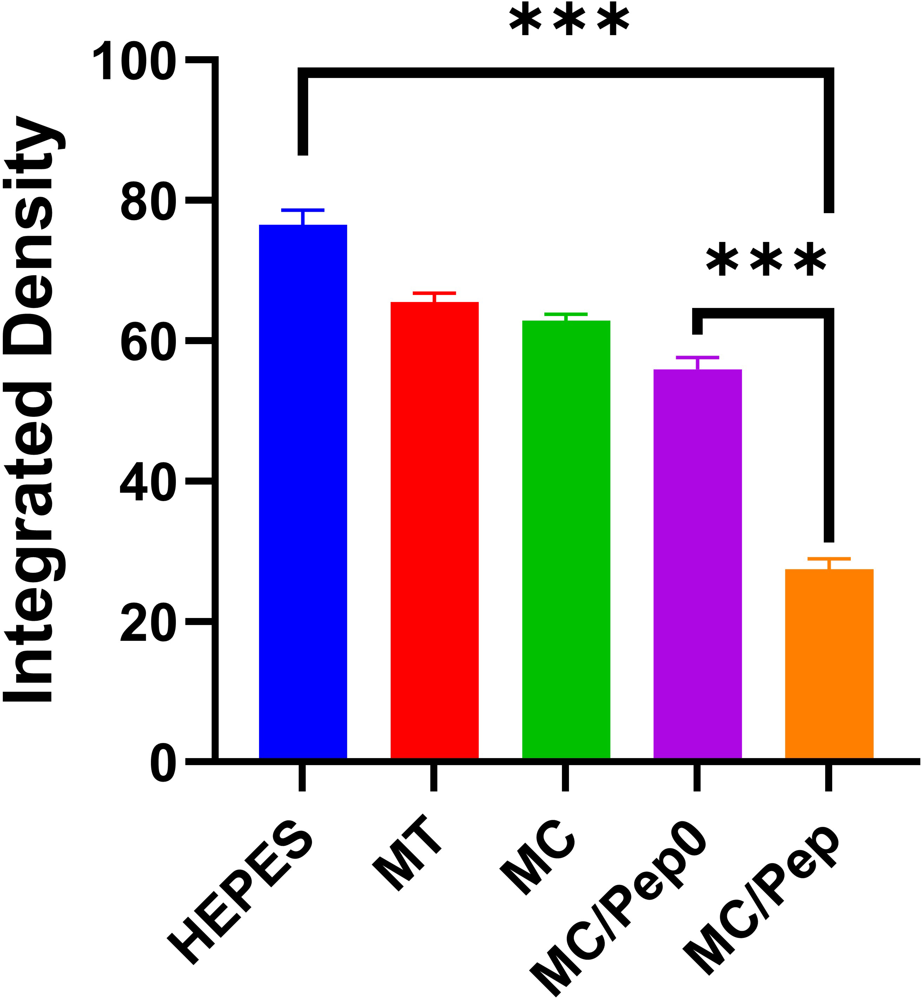 ***
100
80
60
40
20
0
Integrated Density
***
HEPES
MT
MC
MC/Pep0
MC/Pep